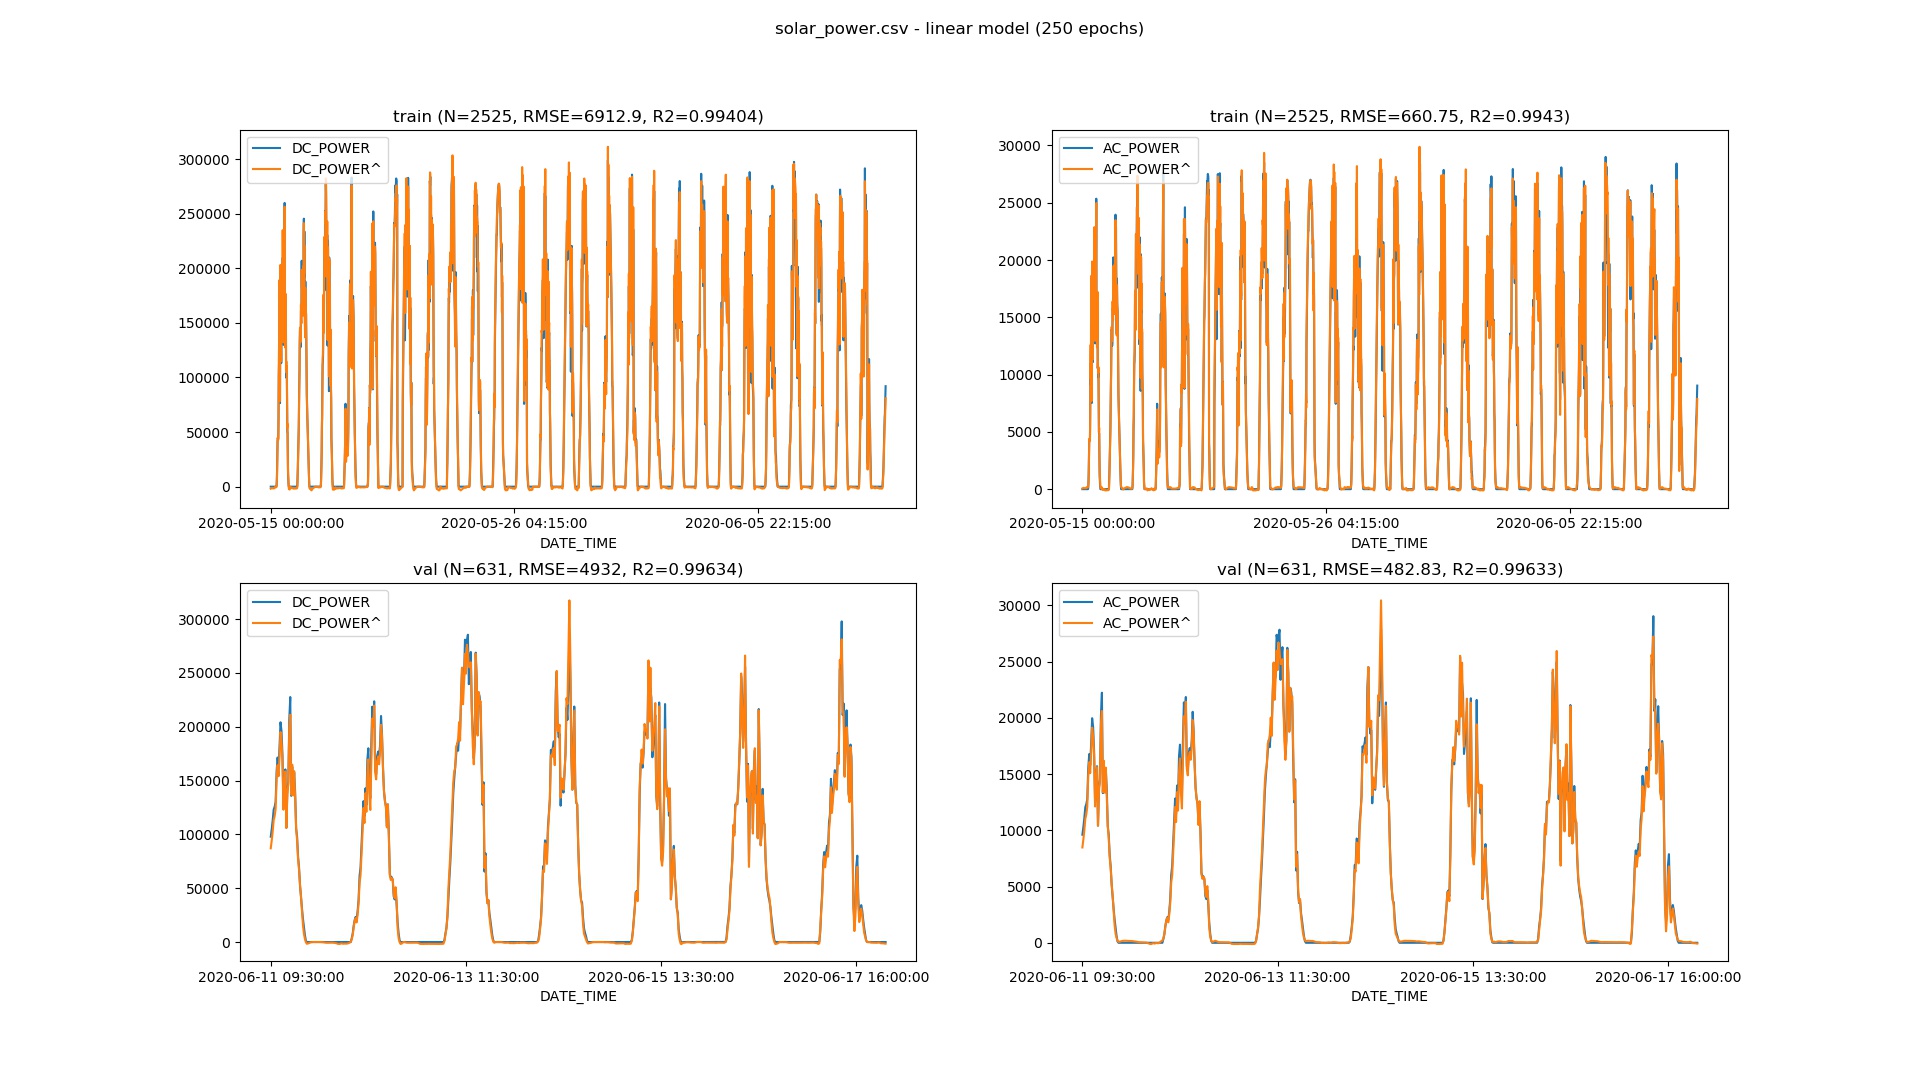 solar_power.csv - linear model (250 epochs)
train (N=2525, RMSE=6912.9, R2=0.99404)
DC_POWER
DC_POWER^
300000
250000
200000
150000
100000
50000
0
2020-05-15 00:00:00
2020-05-26 04:15:00
2020-06-05 22:15:00
DATE_TIME
train (N=2525, RMSE=660.75, R2=0.9943)
AC_POWER
AC_POWER^
30000
25000
20000
15000
10000
5000
0
2020-05-15 00:00:00
2020-05-26 04:15:00
2020-06-05 22:15:00
DATE_TIME
val (N=631, RMSE=4932, R2=0.99634)
DC_POWER
DC_POWER^
300000
250000
200000
150000
100000
50000
0
2020-06-11 09:30:00
2020-06-13 11:30:00
2020-06-15 13:30:00
2020-06-17 16:00:00
DATE_TIME
val (N=631, RMSE=482.83, R2=0.99633)
AC_POWER
AC_POWER^
30000
25000
20000
15000
10000
5000
0
2020-06-11 09:30:00
2020-06-13 11:30:00
2020-06-15 13:30:00
2020-06-17 16:00:00
DATE_TIME